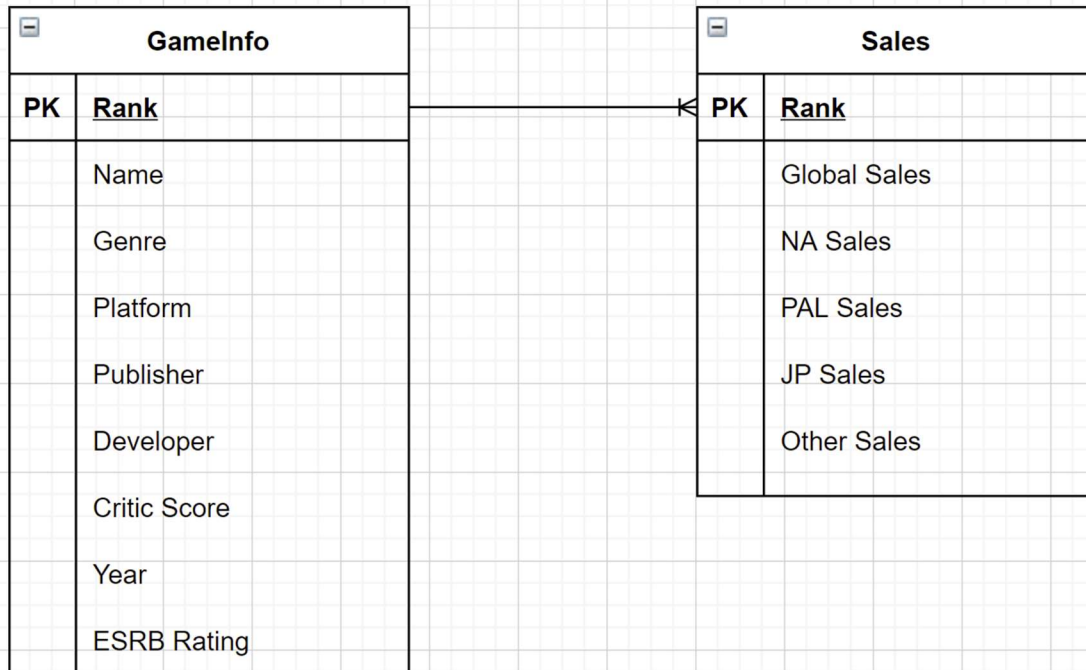 GameInfo
PK Rank
Name
Genre
Platform
Publisher
Developer
Critic Score
Year
ESRB Rating
Sales
PK Rank
Global Sales
NA Sales
PAL Sales
JP Sales
Other Sales